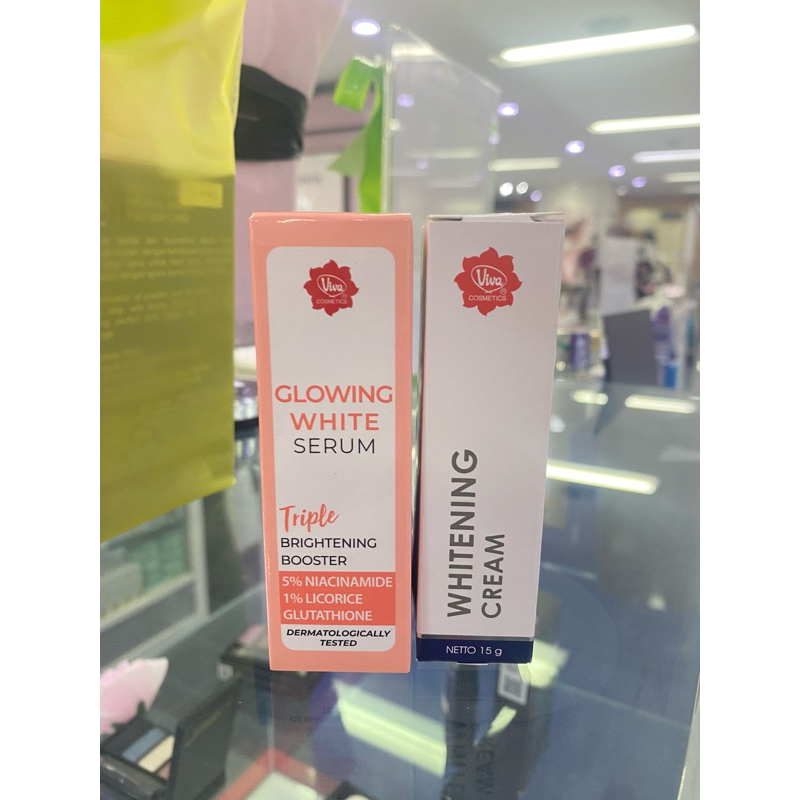 Viva
COSMETICS
GLOWING
WHITE
SERUM
Triple
BRIGHTENING
BOOSTER
5% NIACINAMIDE
1% LICORICE
GLUTATHIONE
DERMATOLOGICALLY
TESTED
Viva
COSMETICS
WHITENING
CREAM
NETTO 15 g